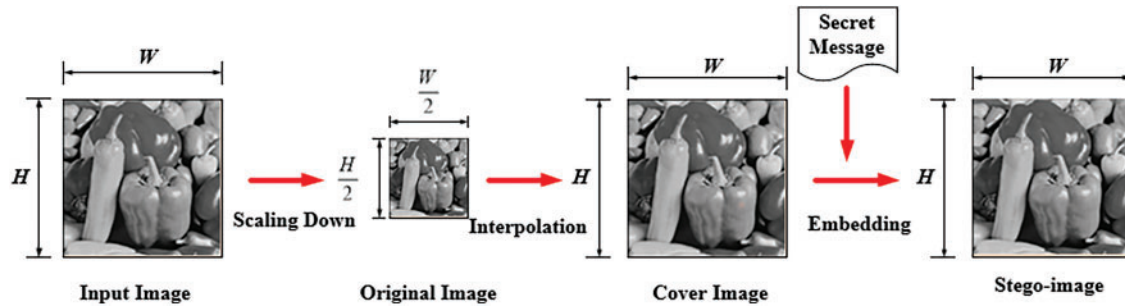 Secret
Message
W
W
2
W
W
H
H
2
H
H
Scaling Down
Interpolation
Embedding
Input Image
Original Image
Cover Image
Stego-image